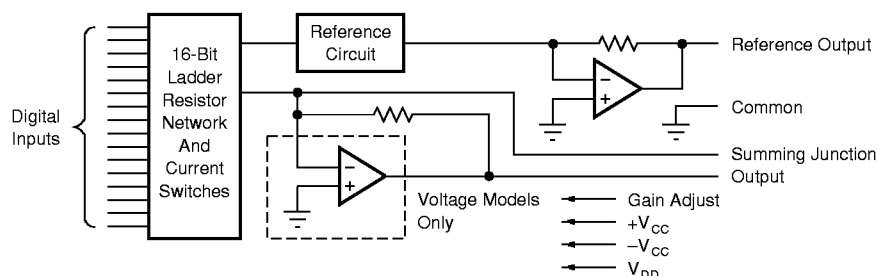 Digital
Inputs
16-Bit
Ladder
Resistor
Network
And
Current
Switches
Reference
Circuit
−
+
Reference Output
Common
Summing Junction
−
+
Output
Voltage Models
Only
Gain Adjust
+VCC
−VCC
VDD